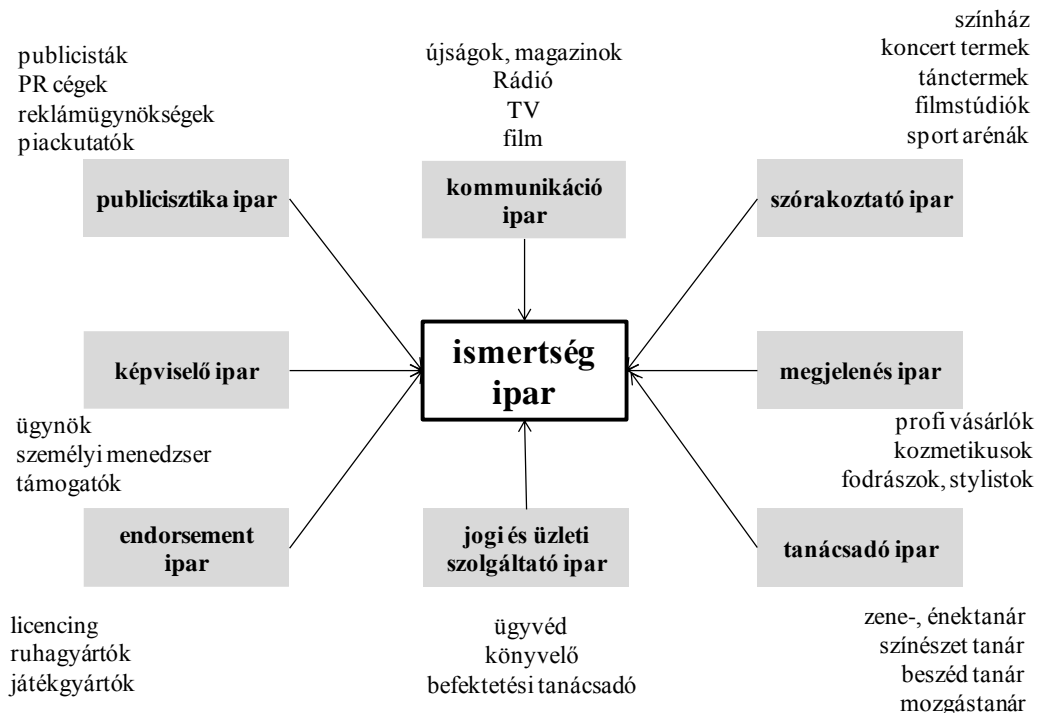 publicisták
PR cégek
reklámügynökségek
piackutatók
publicisztika ipar
újságok, magazinok
Rádió
TV
film
kommunikáció
ipar
színház
koncert termek
tánctermek
filmstúdiók
sport arénák
szórakoztató ipar
képviselő ipar
ügynök
személyi menedzser
támogatók
ismertség
ipar
megjelenés ipar
profi vásárlók
kozmetikusok
fodrászok, stylistok
endorsement
ipar
licencing
ruhagyártók
játékgyártók
jogi és üzleti
szolgáltató ipar
ügyvéd
könyvelő
befektetési tanácsadó
tanácsadó ipar
zene-, énektanár
színészet tanár
beszéd tanár
mozgástanár